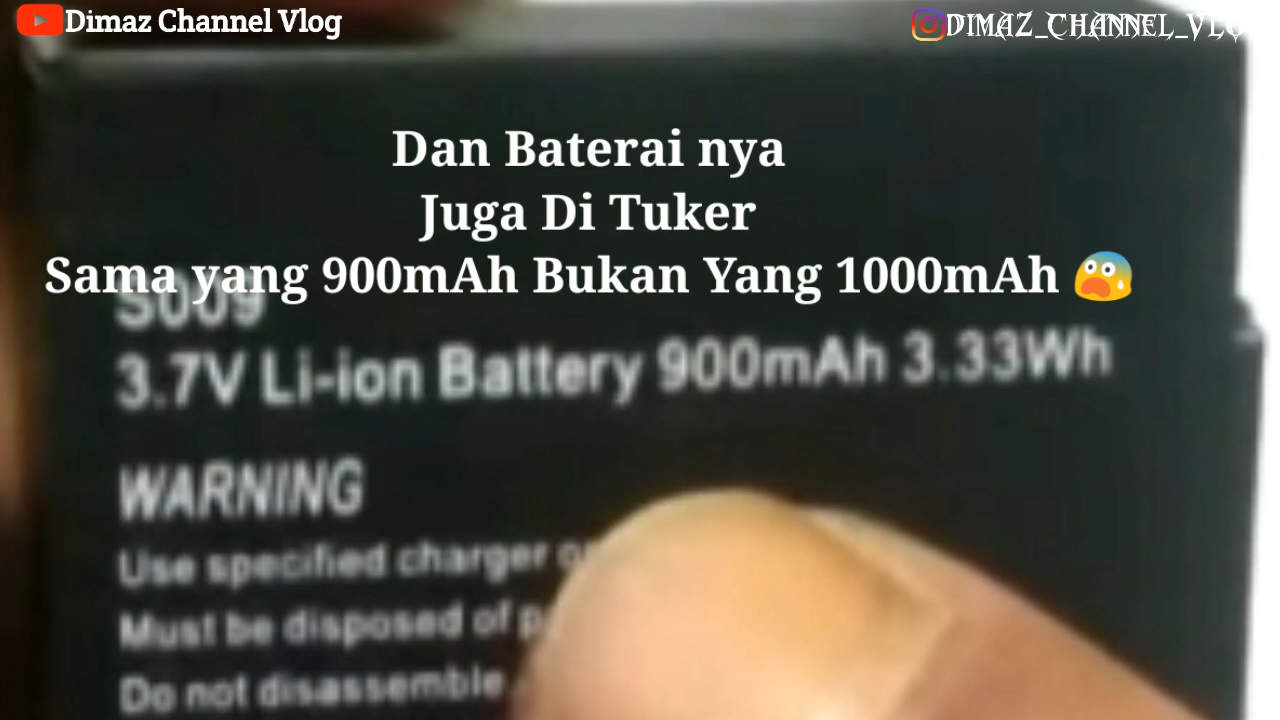 Dimaz Channel Vlog
DIMAZ_CHANNEL_VLO
Dan Baterai nya
Juga Di Tuker
Sama yang 900mAh Bukan Yang 1000mAh 😨
S009
3.7V Li-ion Battery 900mAh 3.33Wh
WARNING
Use specified charger
Must be disposed of
Do not disassemble